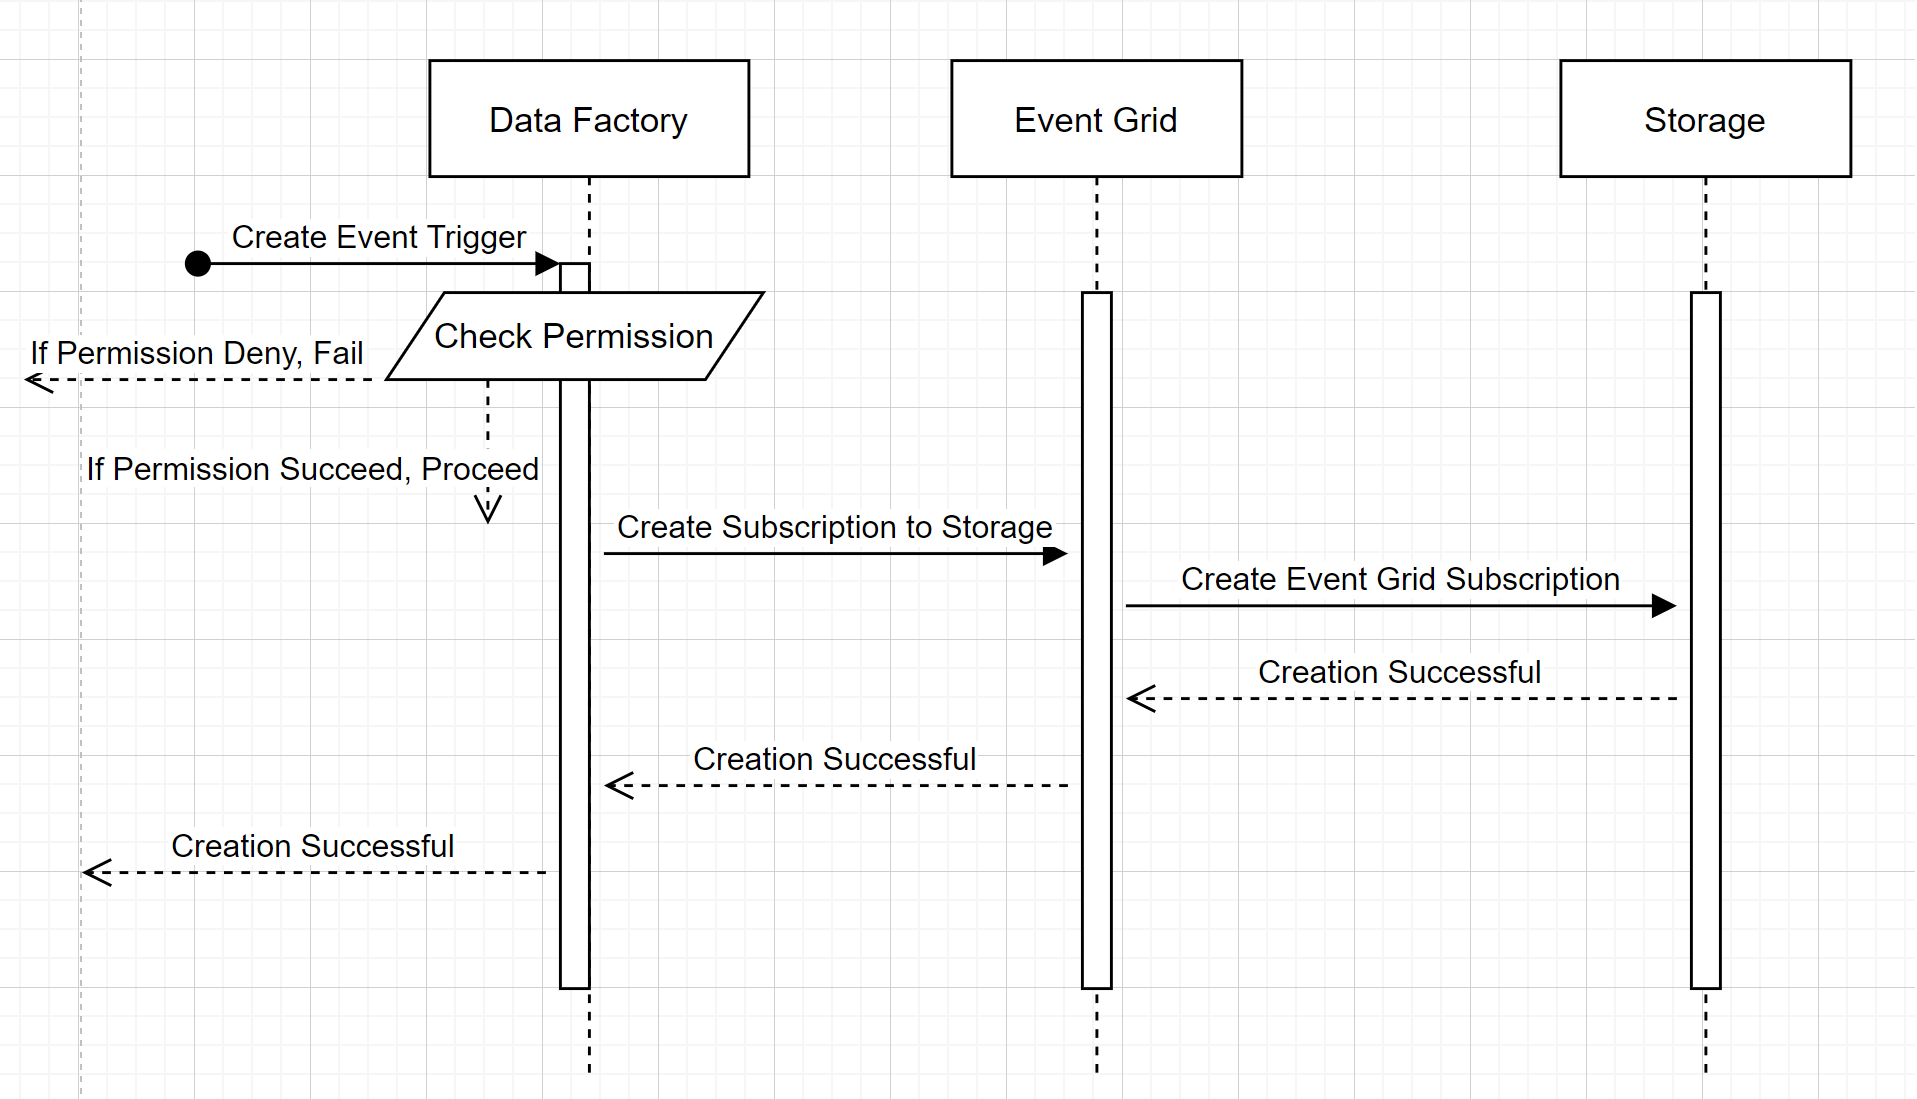 Data Factory
Event Grid
Storage
Create Event Trigger
Check Permission
If Permission Deny, Fail
If Permission Succeed, Proceed
Create Subscription to Storage
Create Event Grid Subscription
Creation Successful
Creation Successful
Creation Successful